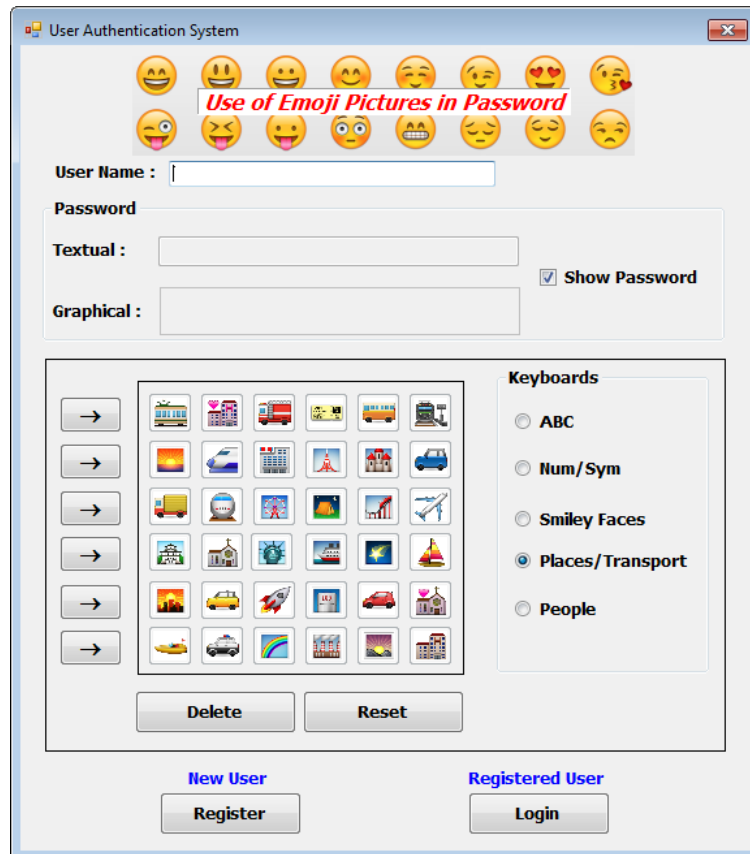 User Authentication System
Use of Emoji Pictures in Password
User Name :
Password
Textual :
Show Password
Graphical :
Keyboards
→
ABC
→
Num/Sym
→
Smiley Faces
→
Places/Transport
→
People
→
Delete Reset
New User Registered User
Register Login